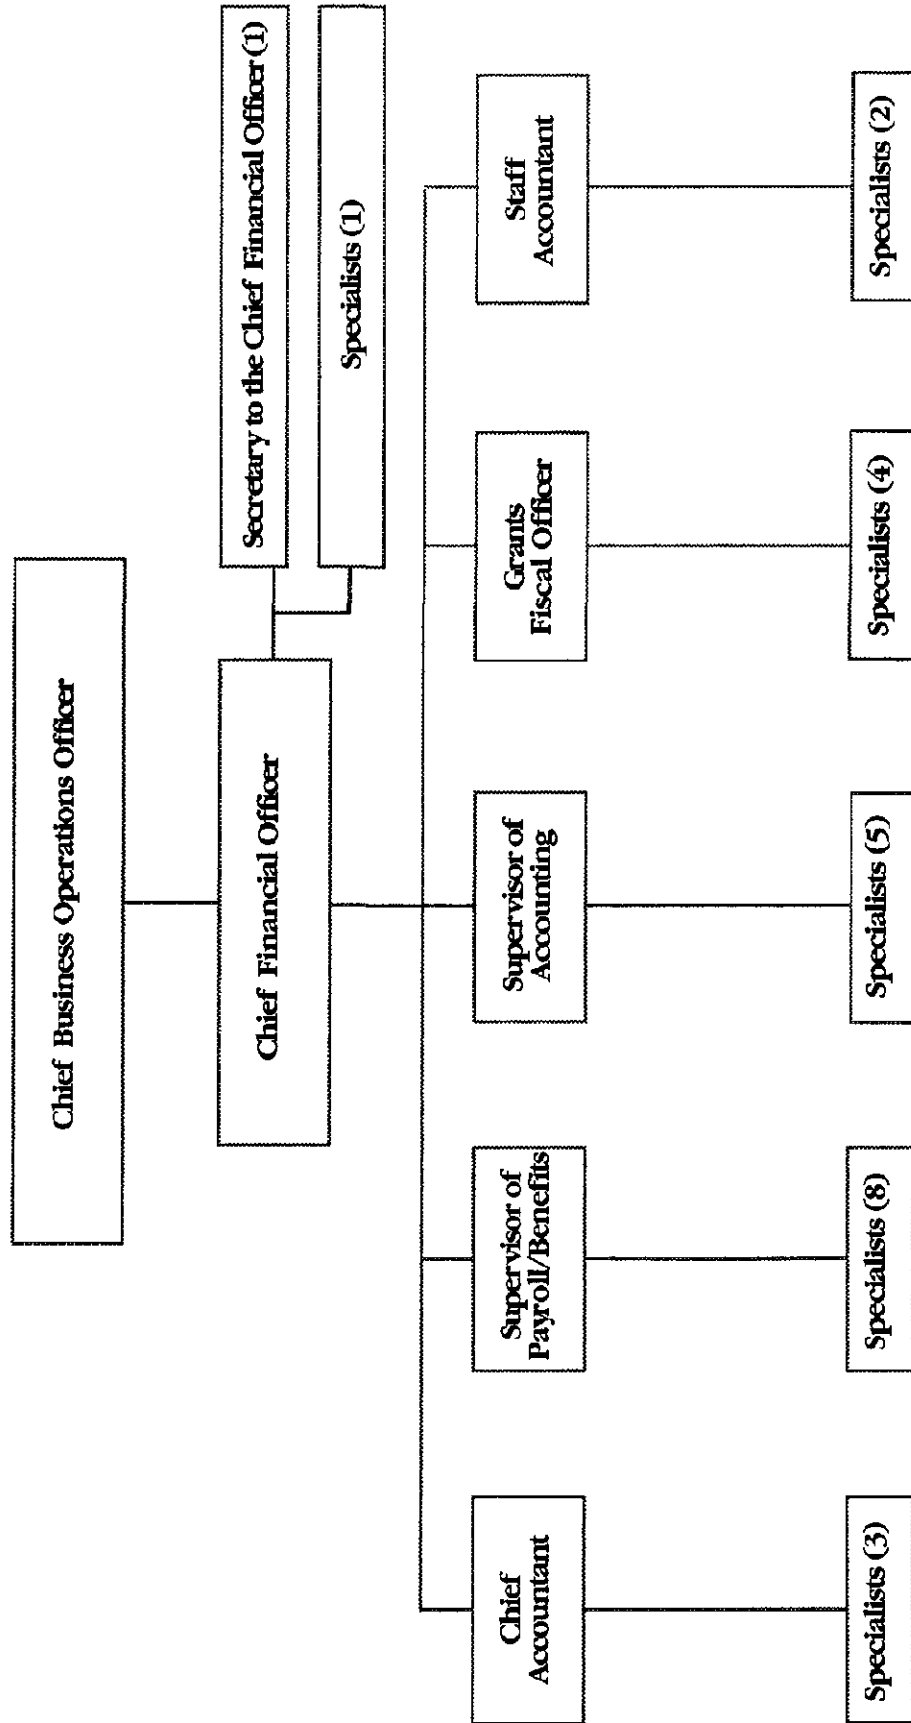 Chief Business Operations Officer
Chief Financial Officer
Secretary to the Chief Financial Officer (1)
Specialists (1)
Chief
Accountant
Supervisor of
Payroll/Benefits
Supervisor of
Accounting
Grants
Fiscal Officer
Staff
Accountant
Specialists (3)
Specialists (8)
Specialists (5)
Specialists (4)
Specialists (2)